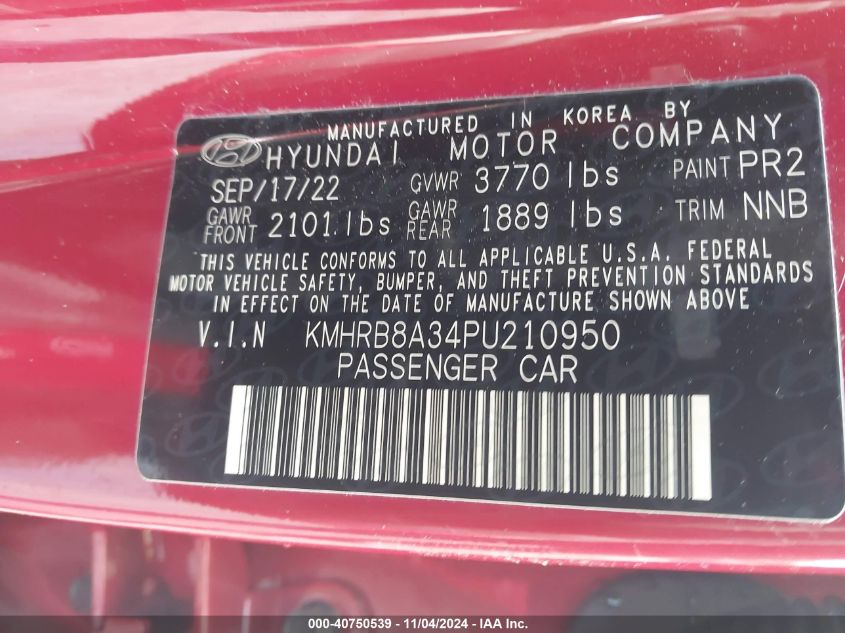 MANUFACTURED IN KOREA BY
HYUNDAI MOTOR COMPANY
SEP/17/22 GVWR 3770 lbs PAINT PR2
GAWR FRONT 2101 lbs GAWR REAR 1889 lbs TRIM NNB
THIS VEHICLE CONFORMS TO ALL APPLICABLE U.S.A. FEDERAL
MOTOR VEHICLE SAFETY, BUMPER, AND THEFT PREVENTION STANDARDS
IN EFFECT ON THE DATE OF MANUFACTURE SHOWN ABOVE
V.I.N KMHRB8A34PU210950
PASSENGER CAR
000-40750539 - 11/04/2024 - IAA Inc.